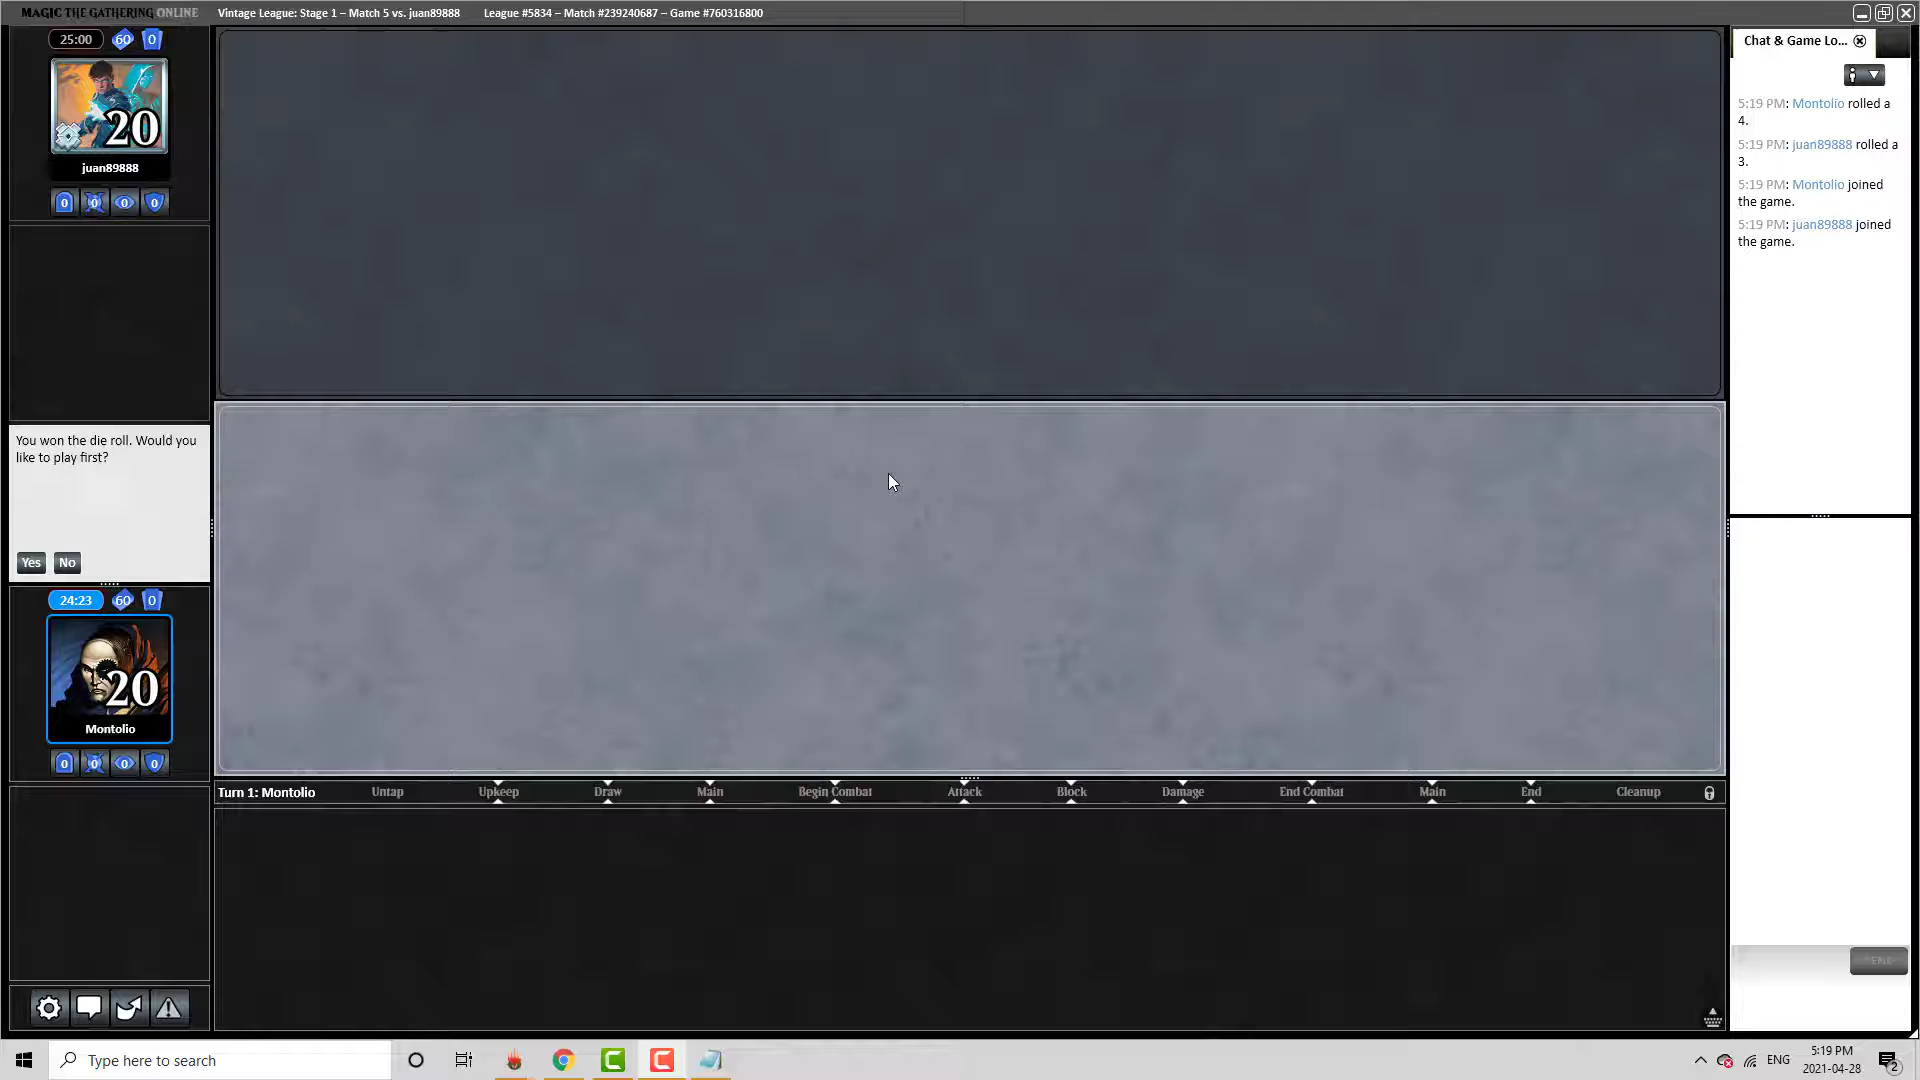 MAGIC THE GATHERING ONLINE
Vintage League: Stage 1 – Match 5 vs. juan89888
League #5834 – Match #239240687 – Game #760316800
25:00
60
0
20
juan89888
0
0
0
0
You won the die roll. Would you
like to play first?
Yes
No
24:23
60
0
20
Montolio
0
0
0
0
Turn 1: Montolio
Untap
Upkeep
Draw
Main
Begin Combat
Attack
Block
Damage
End Combat
Main
End
Cleanup
Chat & Game Lo...
5:19 PM: Montolio rolled a
4.
5:19 PM: juan89888 rolled a
3.
5:19 PM: Montolio joined
the game.
5:19 PM: juan89888 joined
the game.
Type here to search
ENG
5:19 PM
2021-04-28
2